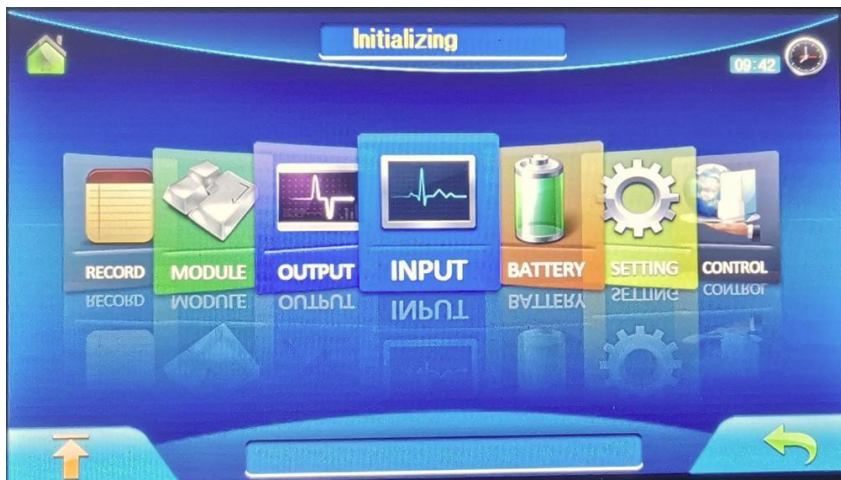 Initializing
09:42
RECORD MODULE OUTPUT INPUT BATTERY SETTING CONTROL